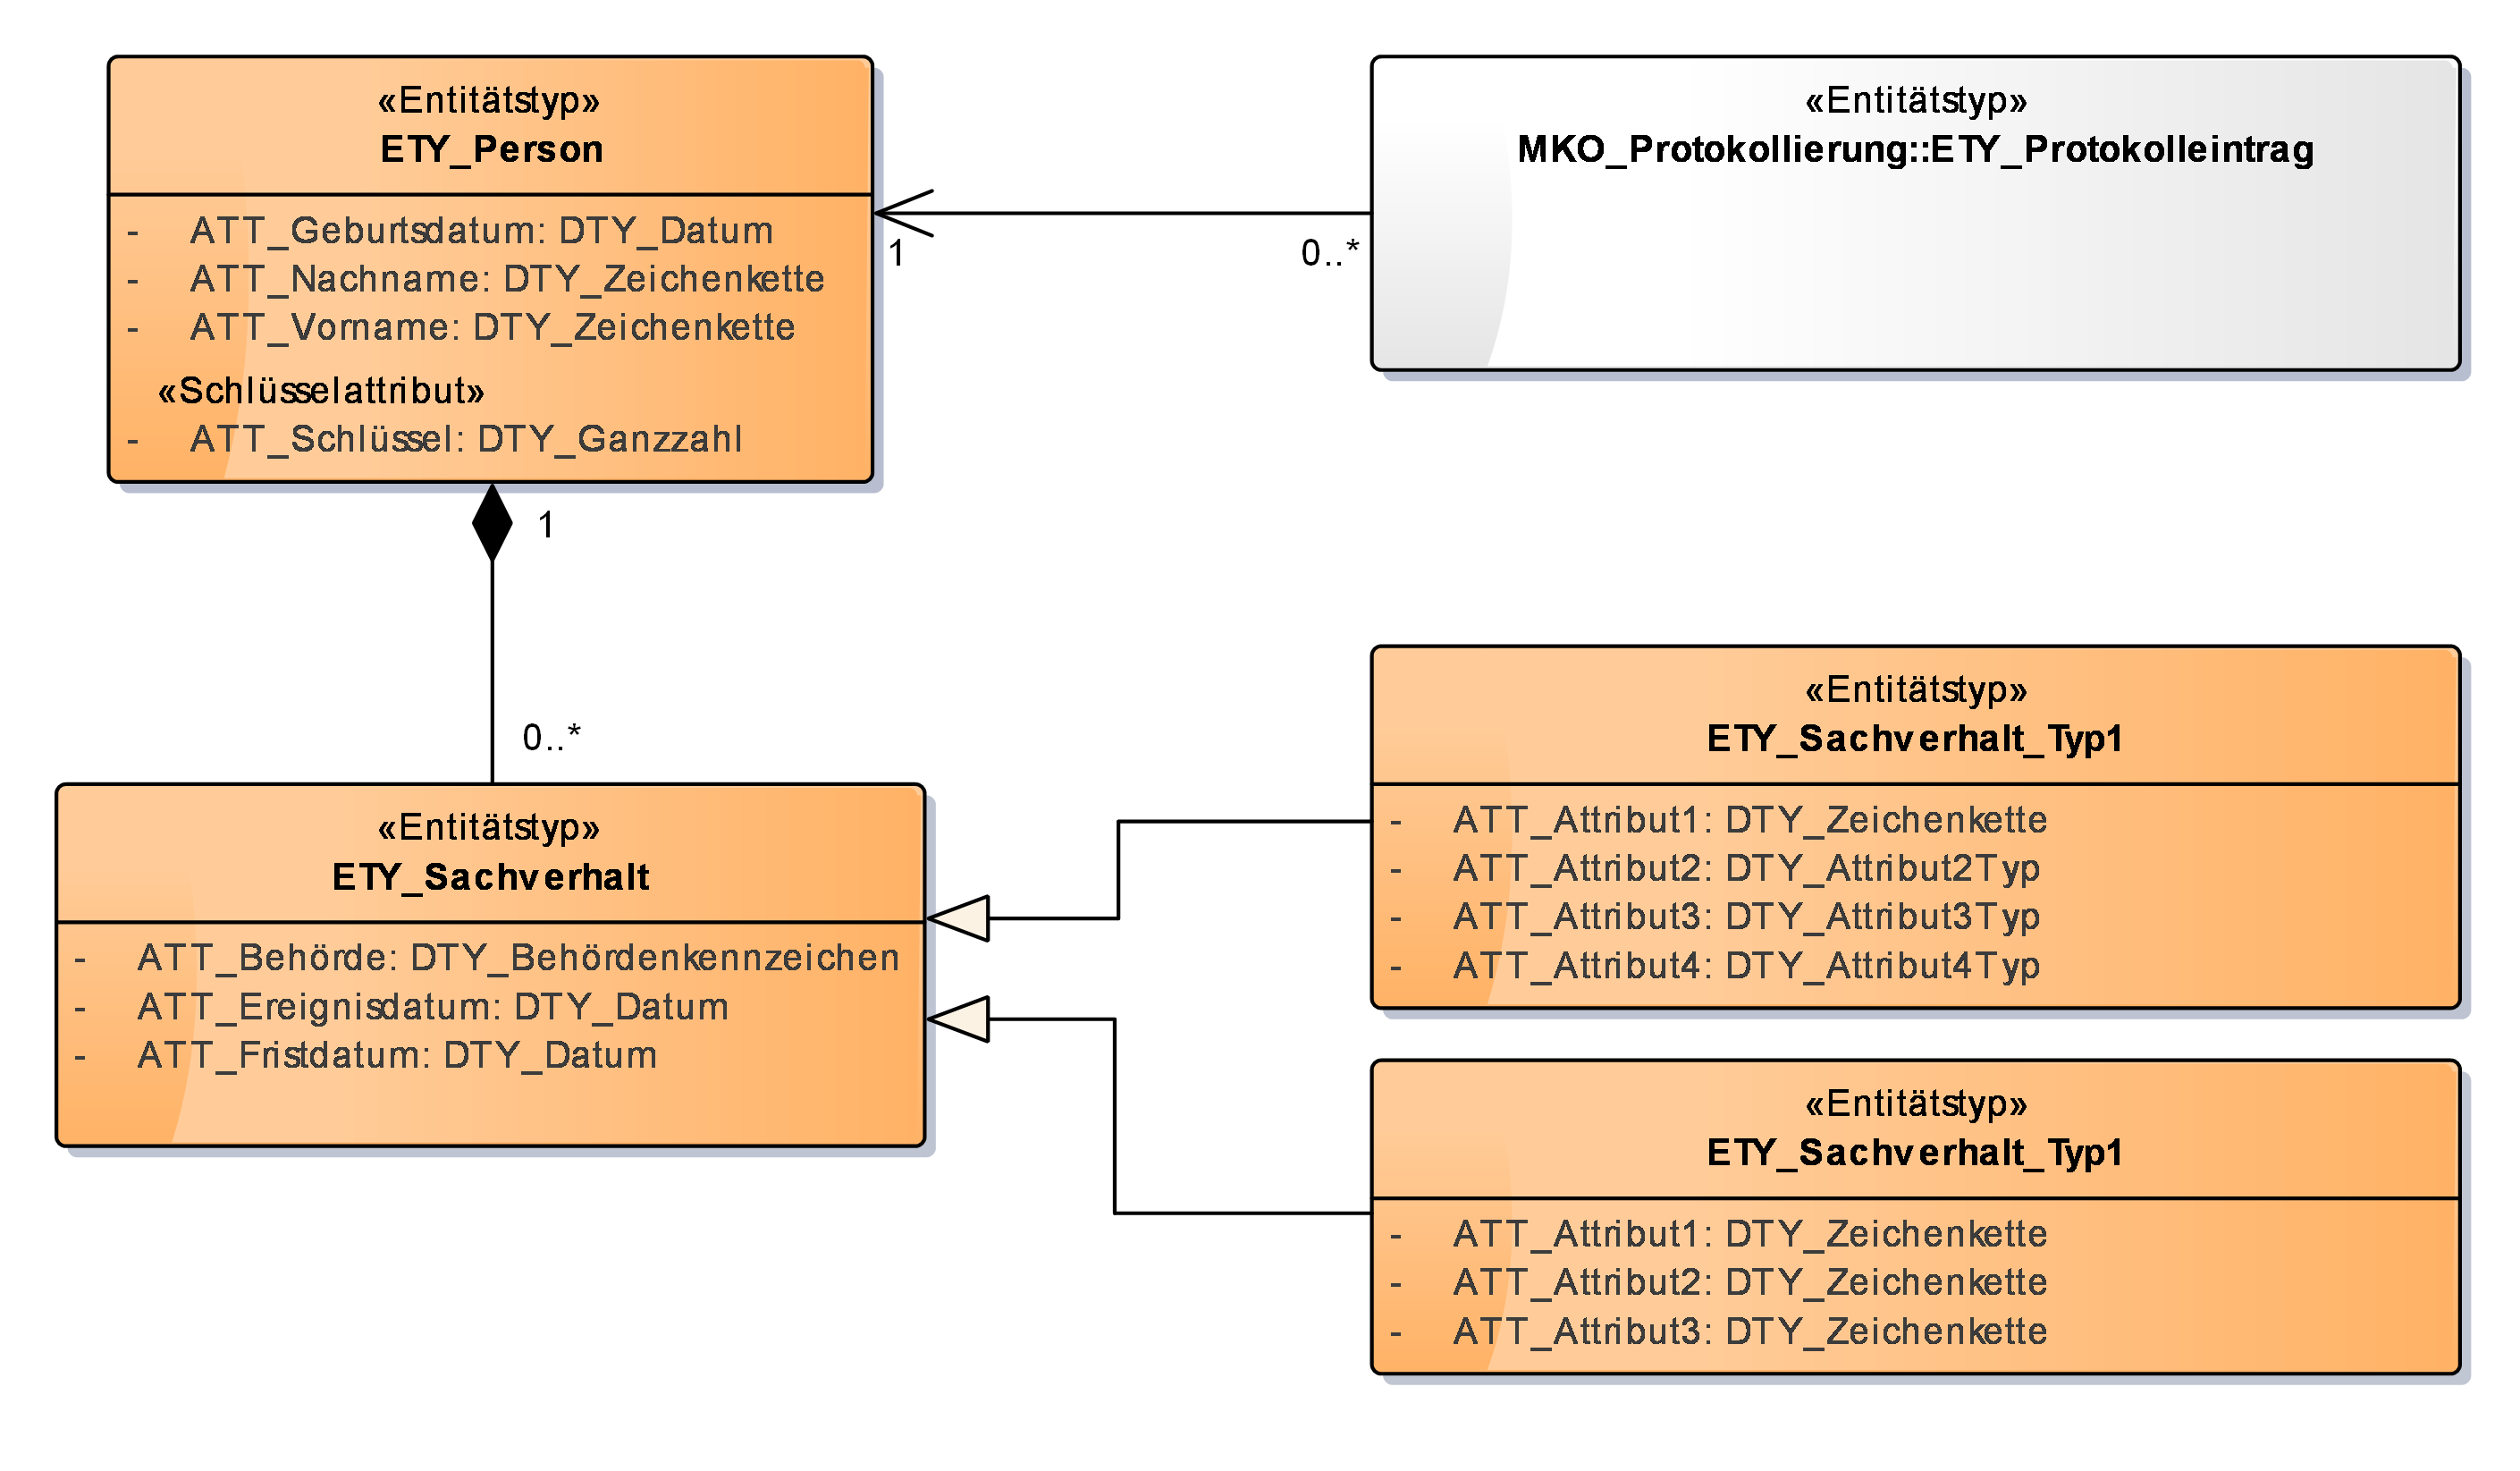 «Entitätstyp»
ETY_Person
- ATT_Geburtsdatum: DTY_Datum
- ATT_Nachname: DTY_Zeichenkette
- ATT_Vorname: DTY_Zeichenkette
«Schlüsselattribut»
- ATT_Schlüssel: DTY_Ganzzahl
«Entitätstyp»
MKO_Protokollierung::ETY_Protokolleintrag
1
0..*
1
0..*
«Entitätstyp»
ETY_Sachverhalt
- ATT_Behörde: DTY_Behördenkennzeichen
- ATT_Ereignisdatum: DTY_Datum
- ATT_Fristdatum: DTY_Datum
«Entitätstyp»
ETY_Sachverhalt_Typ1
- ATT_Attribut1: DTY_Zeichenkette
- ATT_Attribut2: DTY_Attribut2Typ
- ATT_Attribut3: DTY_Attribut3Typ
- ATT_Attribut4: DTY_Attribut4Typ
«Entitätstyp»
ETY_Sachverhalt_Typ1
- ATT_Attribut1: DTY_Zeichenkette
- ATT_Attribut2: DTY_Zeichenkette
- ATT_Attribut3: DTY_Zeichenkette